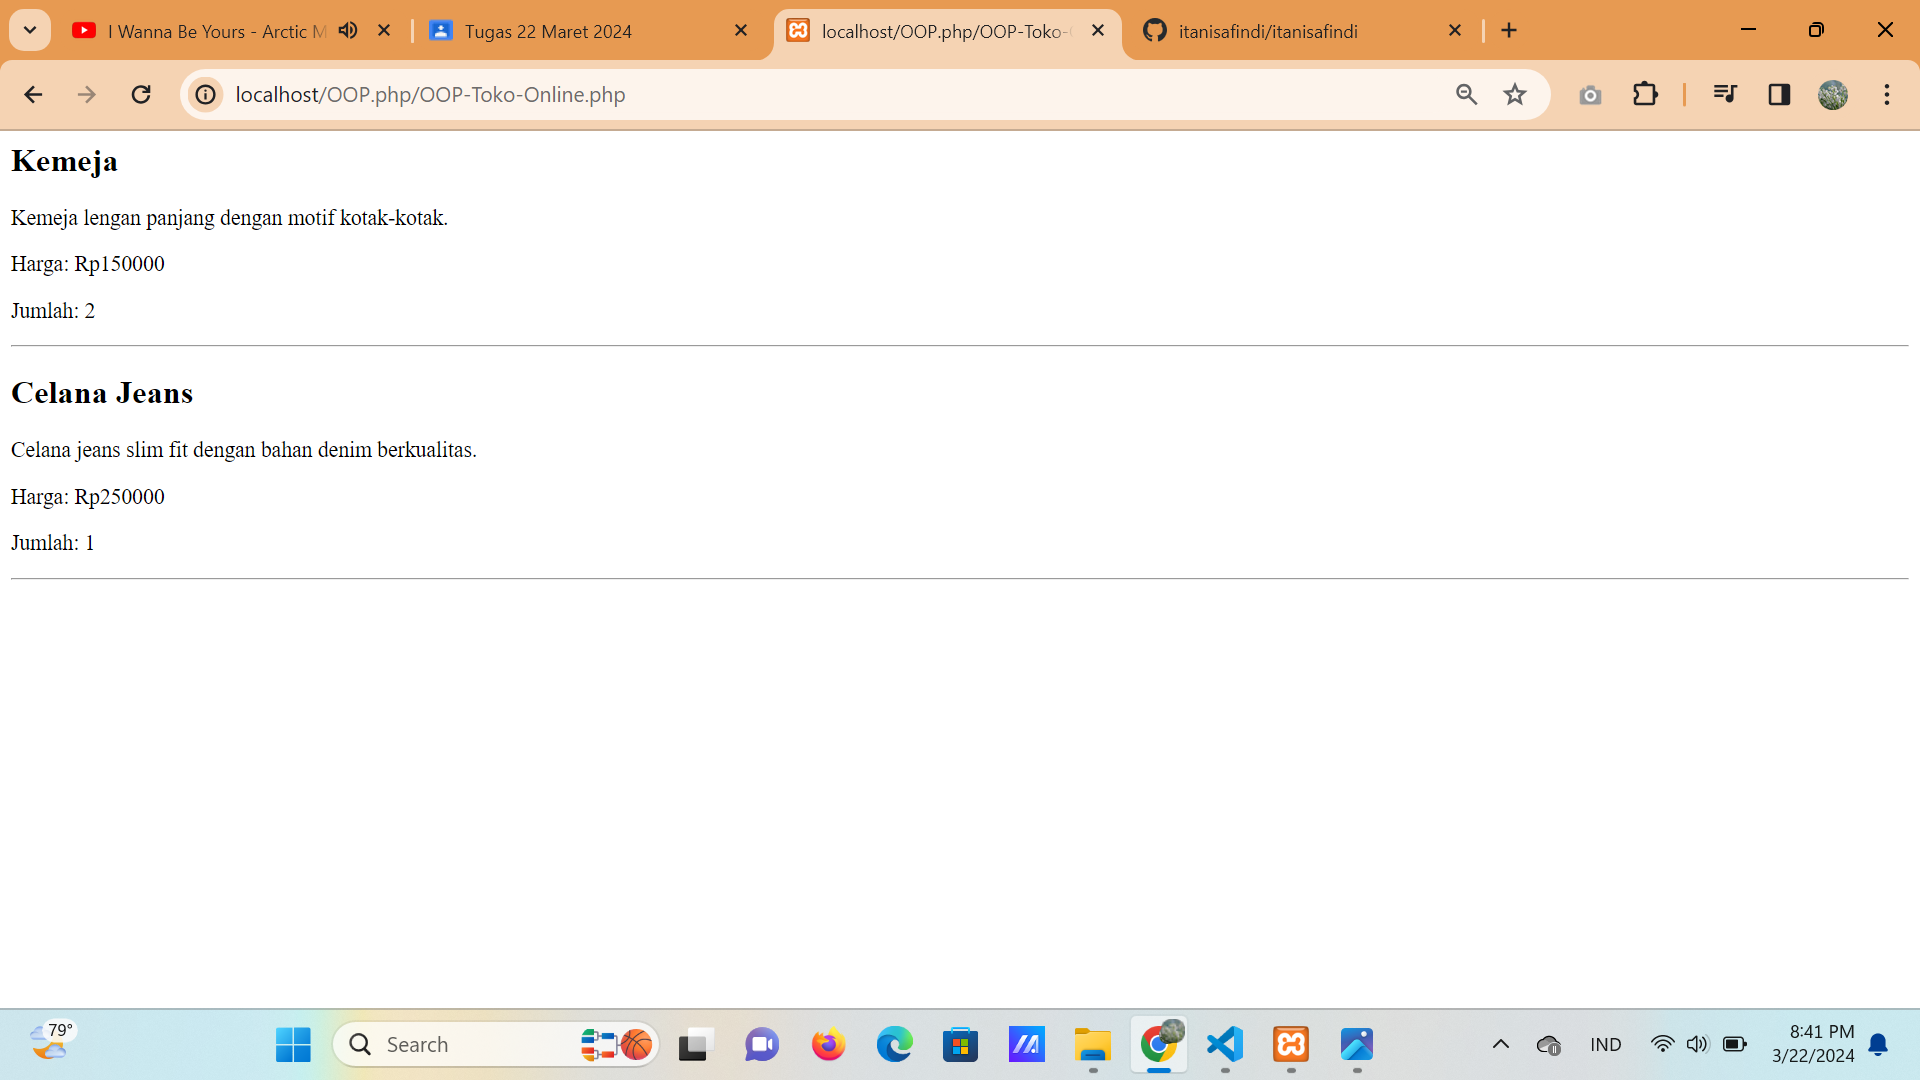 I Wanna Be Yours - Arctic M
Tugas 22 Maret 2024
localhost/OOP.php/OOP-Toko-
itanisafindi/itanisafindi
localhost/OOP.php/OOP-Toko-Online.php
Kemeja
Kemeja lengan panjang dengan motif kotak-kotak.
Harga: Rp150000
Jumlah: 2
Celana Jeans
Celana jeans slim fit dengan bahan denim berkualitas.
Harga: Rp250000
Jumlah: 1
79°
Search
IND
8:41 PM
3/22/2024